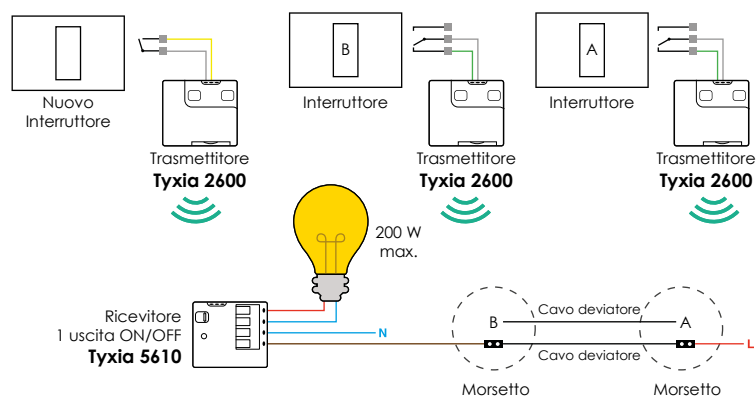 B
A
Nuovo
Interruttore
Interruttore
Interruttore
Trasmettitore
Tyxia 2600
Trasmettitore
Tyxia 2600
Trasmettitore
Tyxia 2600
200 W
max.
Ricevitore
1 uscita ON/OFF
Tyxia 5610
N
B
Cavo deviatore
A
Cavo deviatore
L
Morsetto
Morsetto